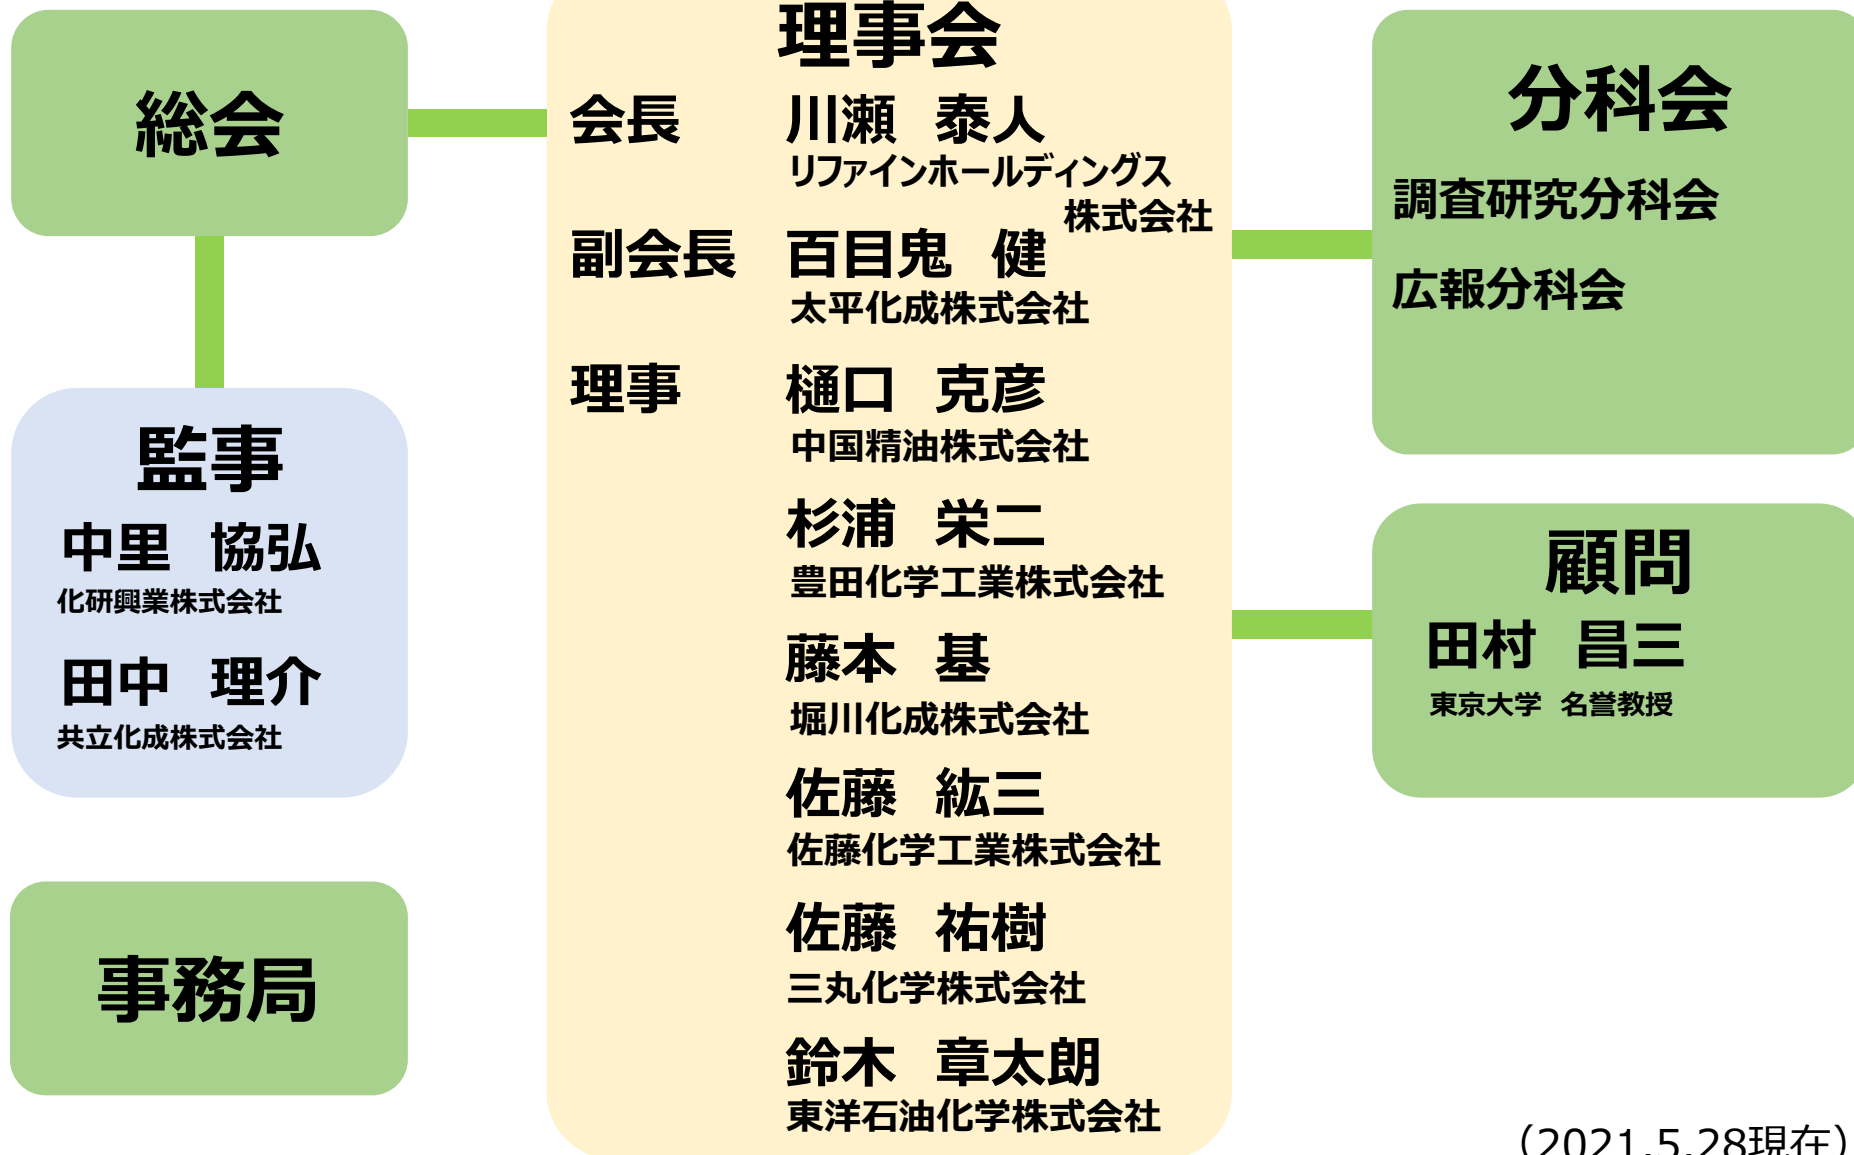 総会
監事
中里 協弘
化研興業株式会社
田中 理介
共立化成株式会社
事務局
理事会
会長 川瀬 泰人
リファインホールディングス
株式会社
副会長 百目鬼 健
太平化成株式会社
理事 樋口 克彦
中国精油株式会社
杉浦 栄二
豊田化学工業株式会社
藤本 基
堀川化成株式会社
佐藤 紘三
佐藤化学工業株式会社
佐藤 祐樹
三丸化学株式会社
鈴木 章太朗
東洋石油化学株式会社
分科会
調査研究分科会
広報分科会
顧問
田村 昌三
東京大学 名誉教授
（2021.5.28現在）